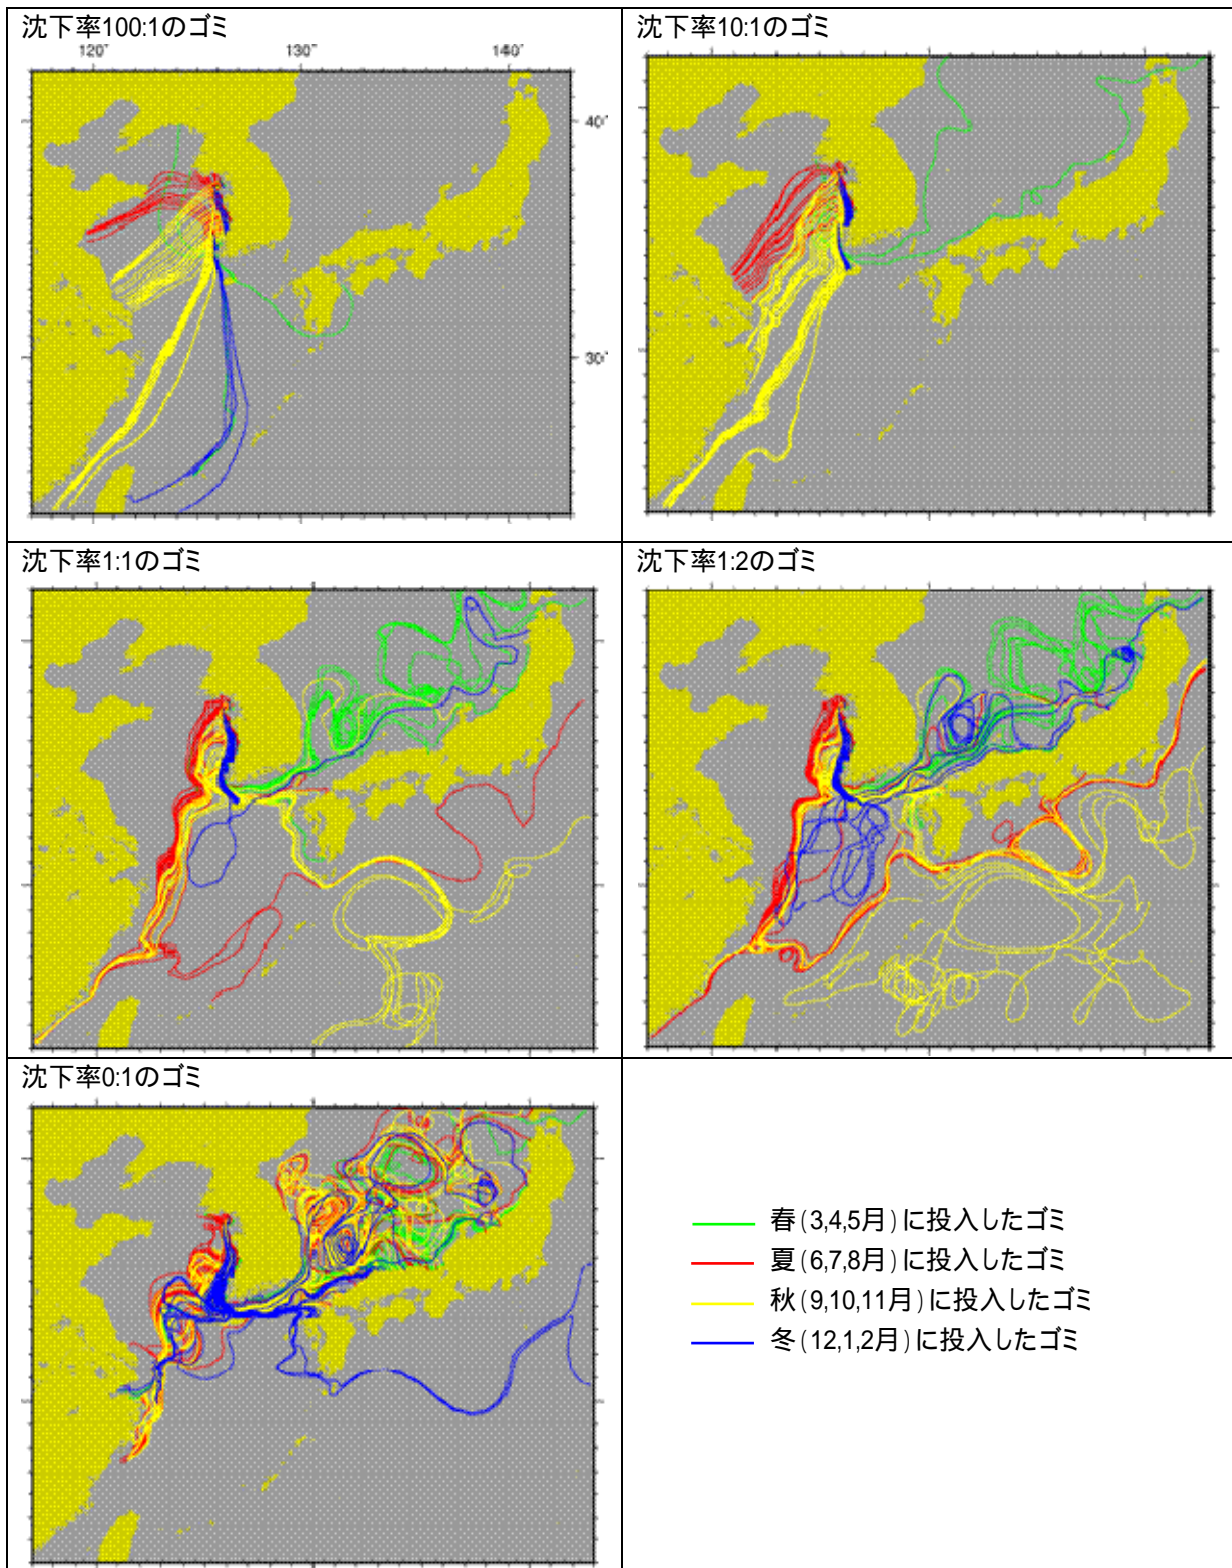 沈下率100:1のゴミ
沈下率10:1のゴミ
120°
130°
140°
40°
30°
沈下率1:1のゴミ
沈下率1:2のゴミ
沈下率0:1のゴミ
春(3,4,5月)に投入したゴミ
夏(6,7,8月)に投入したゴミ
秋(9,10,11月)に投入したゴミ
冬(12,1,2月)に投入したゴミ